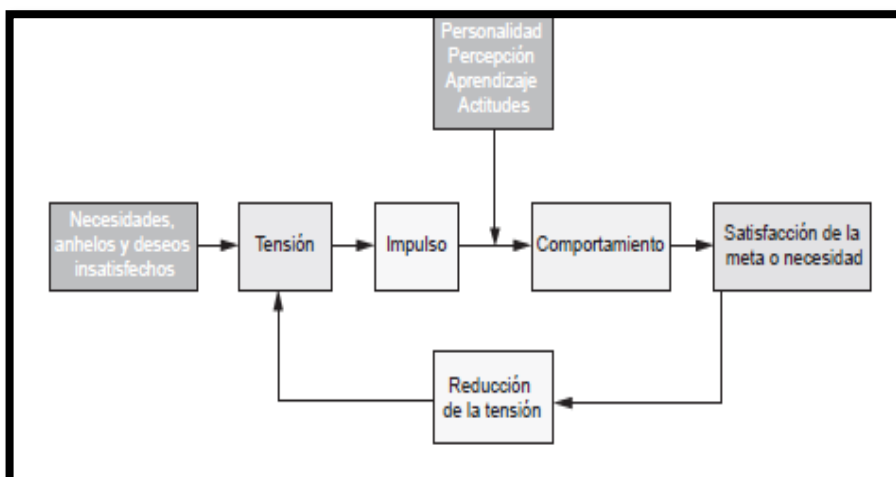 Personalidad
Percepción
Aprendizaje
Actitudes
Necesidades,
anhelos y deseos
insatisfechos
Tensión
Impulso
Comportamiento
Satisfacción de la
meta o necesidad
Reducción
de la tensión